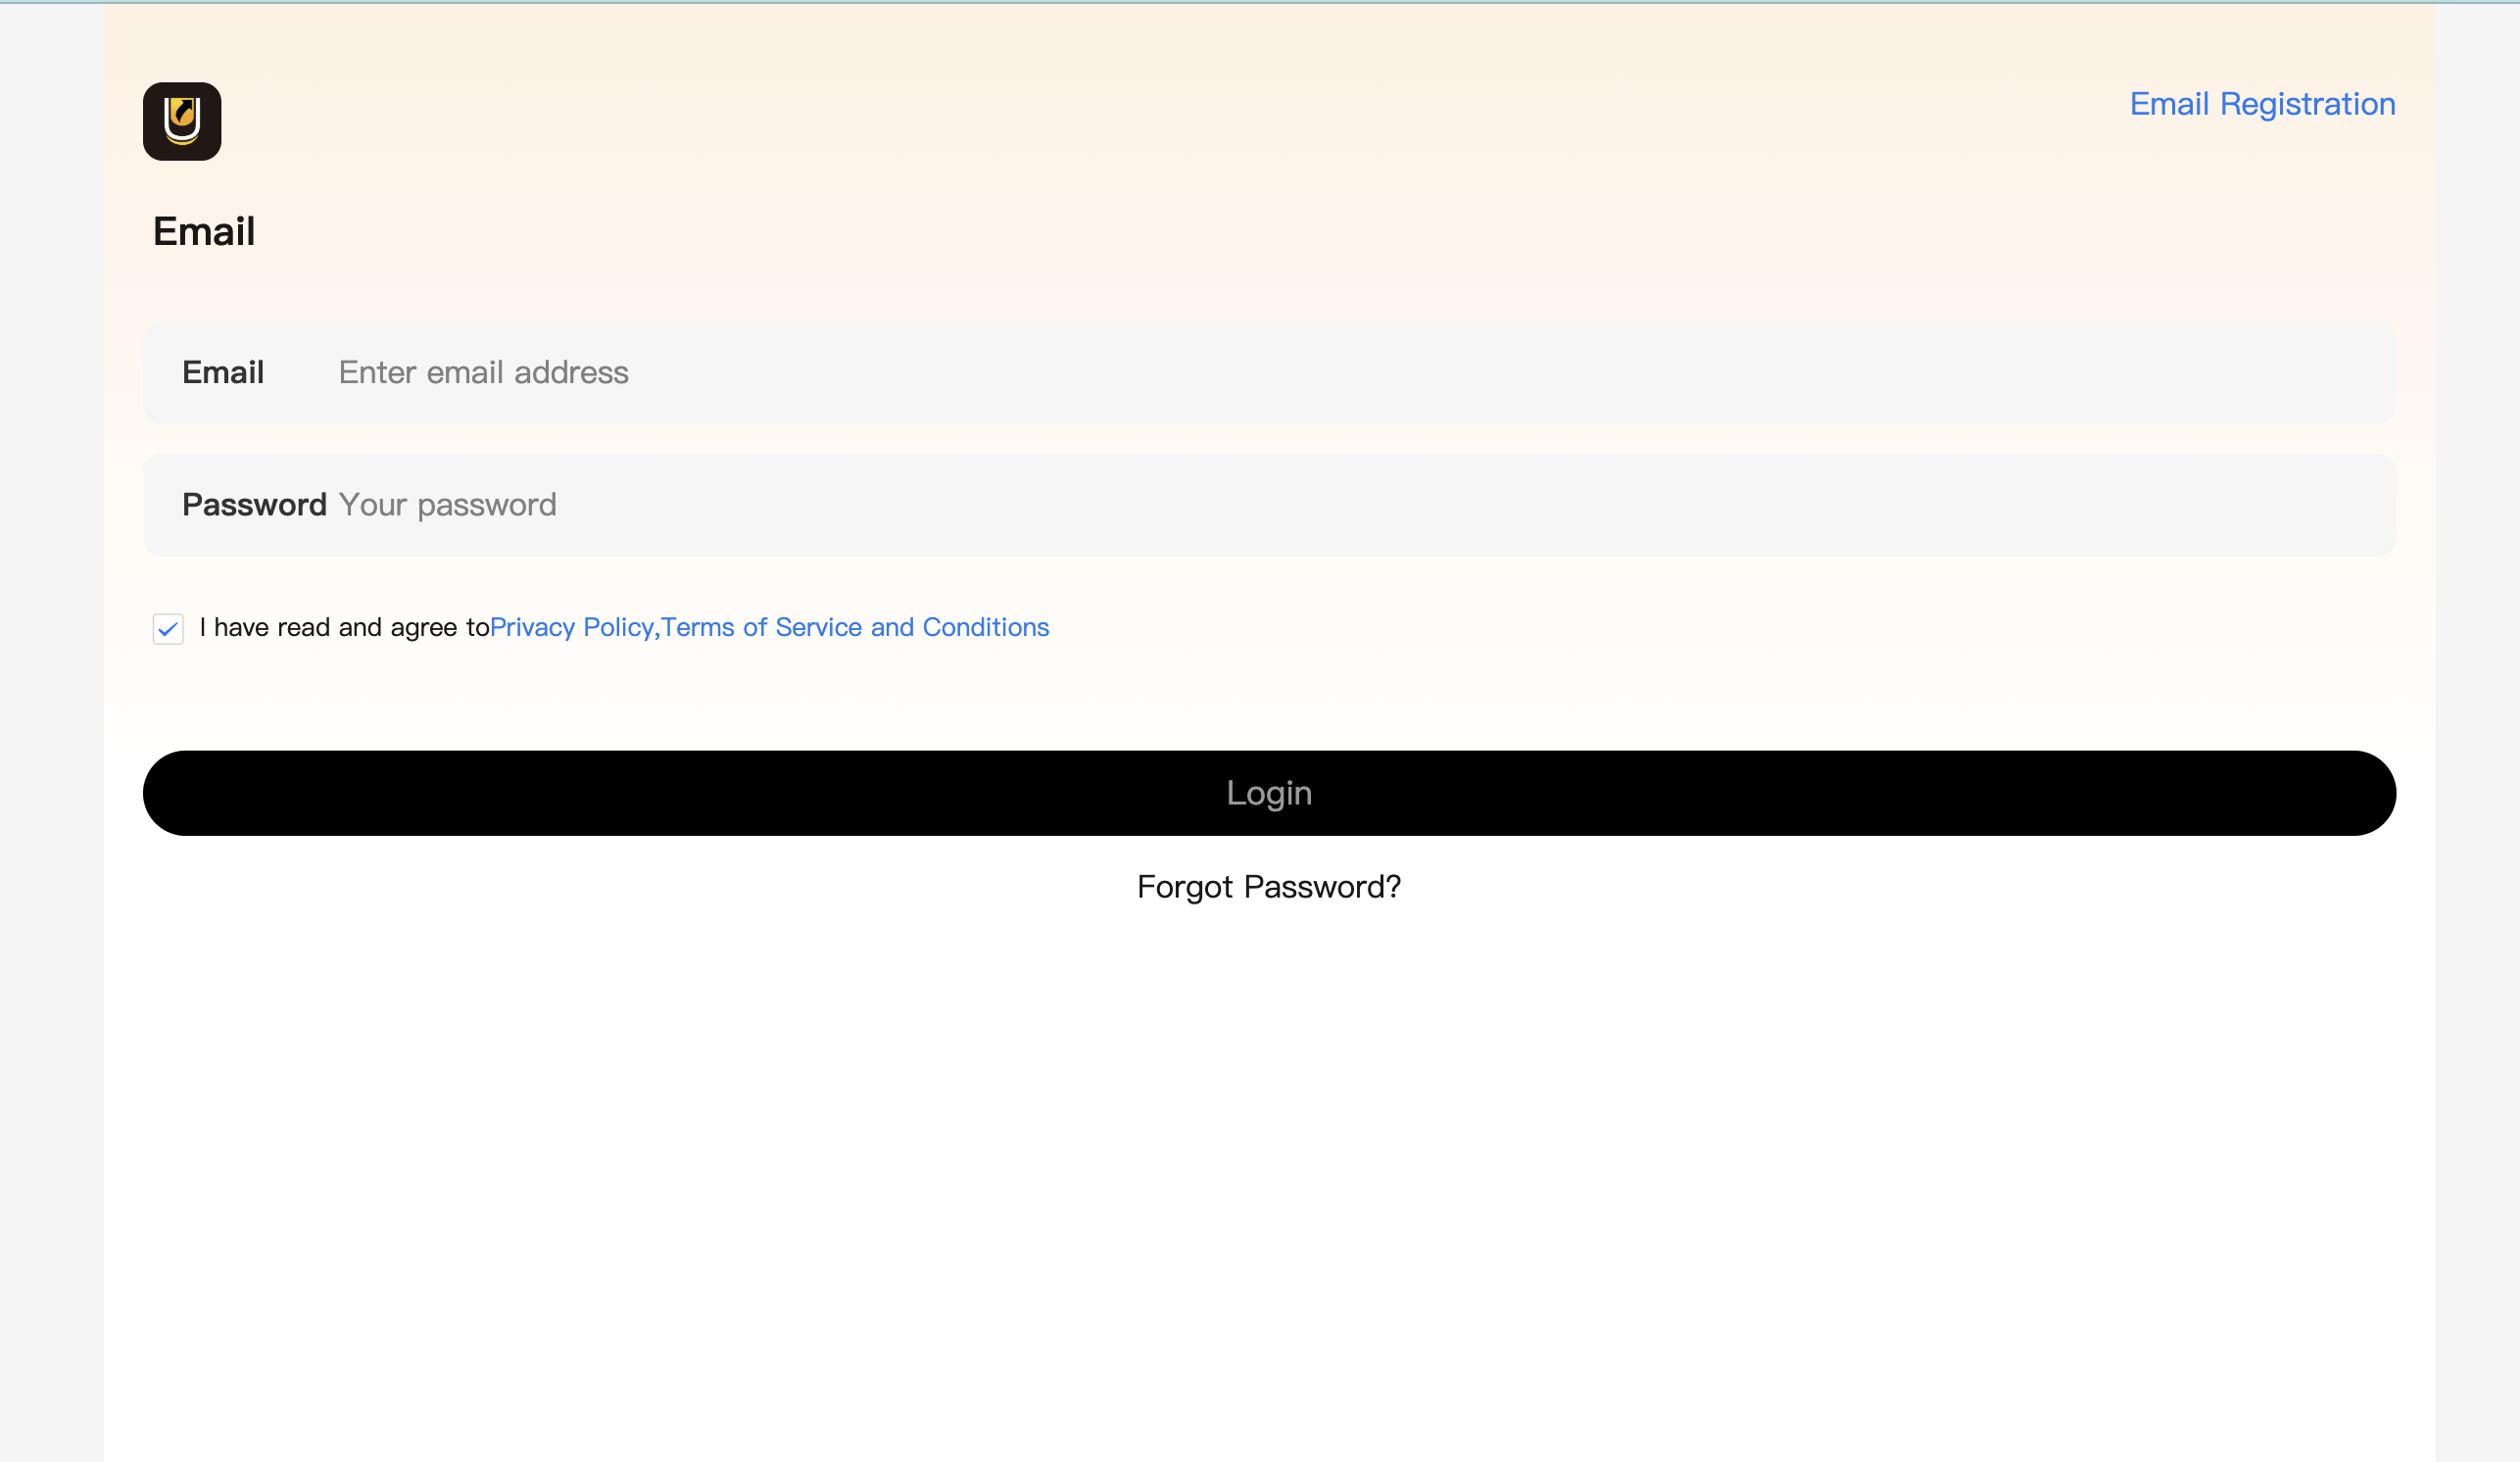 Email Registration
Email
Email Enter email address
Password Your password
I have read and agree toPrivacy Policy,Terms of Service and Conditions
Login
Forgot Password?